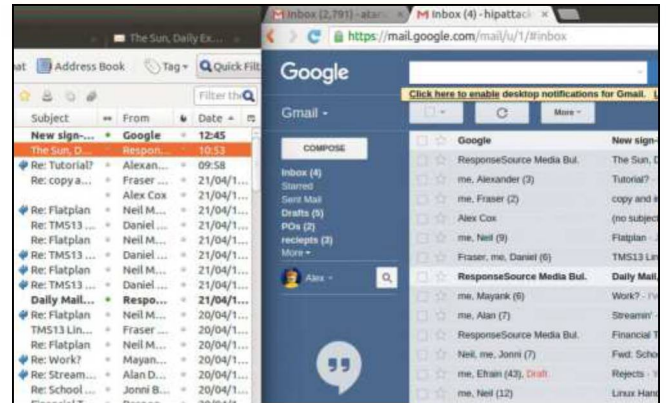 The Sun, Daily Ex...
Address Book Tag Quick Filt
Filter the
Subject From Date
New sign-... Google 12:45
The Sun, D... Respon... 10:53
Re: Tutorial? Alexan... 09:58
Re: copy a... Fraser ... 21/04/1...
Alex Cox 21/04/1...
Re: Flatplan Neil M... 21/04/1...
Re: TMS13 ... Daniel ... 21/04/1...
Re: Flatplan Neil M... 21/04/1...
Re: TMS13 ... Daniel ... 21/04/1...
Re: Flatplan Neil M... 21/04/1...
Re: TMS13 ... Daniel ... 21/04/1...
Daily Mail... Respo... 21/04/1...
Re: Flatplan Neil M... 20/04/1...
TMS13 Lin... Fraser ... 20/04/1...
Re: Flatplan Neil M... 20/04/1...
Re: Work? Mayan... 20/04/1...
Re: Stream... Alan D... 20/04/1...
Re: School ... Jonni B... 20/04/1...
Inbox (2,791) - atar
Inbox (4) - hipattack
https://mail.google.com/mail/u/1/#inbox
Google
Click here to enable desktop notifications for Gmail.
Gmail More
COMPOSE
Inbox (4)
Starred
Sent Mail
Drafts (5)
POs (2)
reciepts (3)
More
Alex
Google New sign-
ResponseSource Media Bul. The Sun, D
me, Alexander (3) Tutorial? -
me, Fraser (2) copy and i
Alex Cox (no subject
me, Neil (9) Flatplan -
Fraser, me, Daniel (6) TMS13 Lin
ResponseSource Media Bul. Daily Mail,
me, Mayank (6) Work? -
me, Alan (7) Streamin' -
ResponseSource Media Bul. Financial T
Neil, me, Jonni (7) Fwd: Schoo
me, Efrain (43), Draft Rejects -
me, Neil (12) Linux Hand